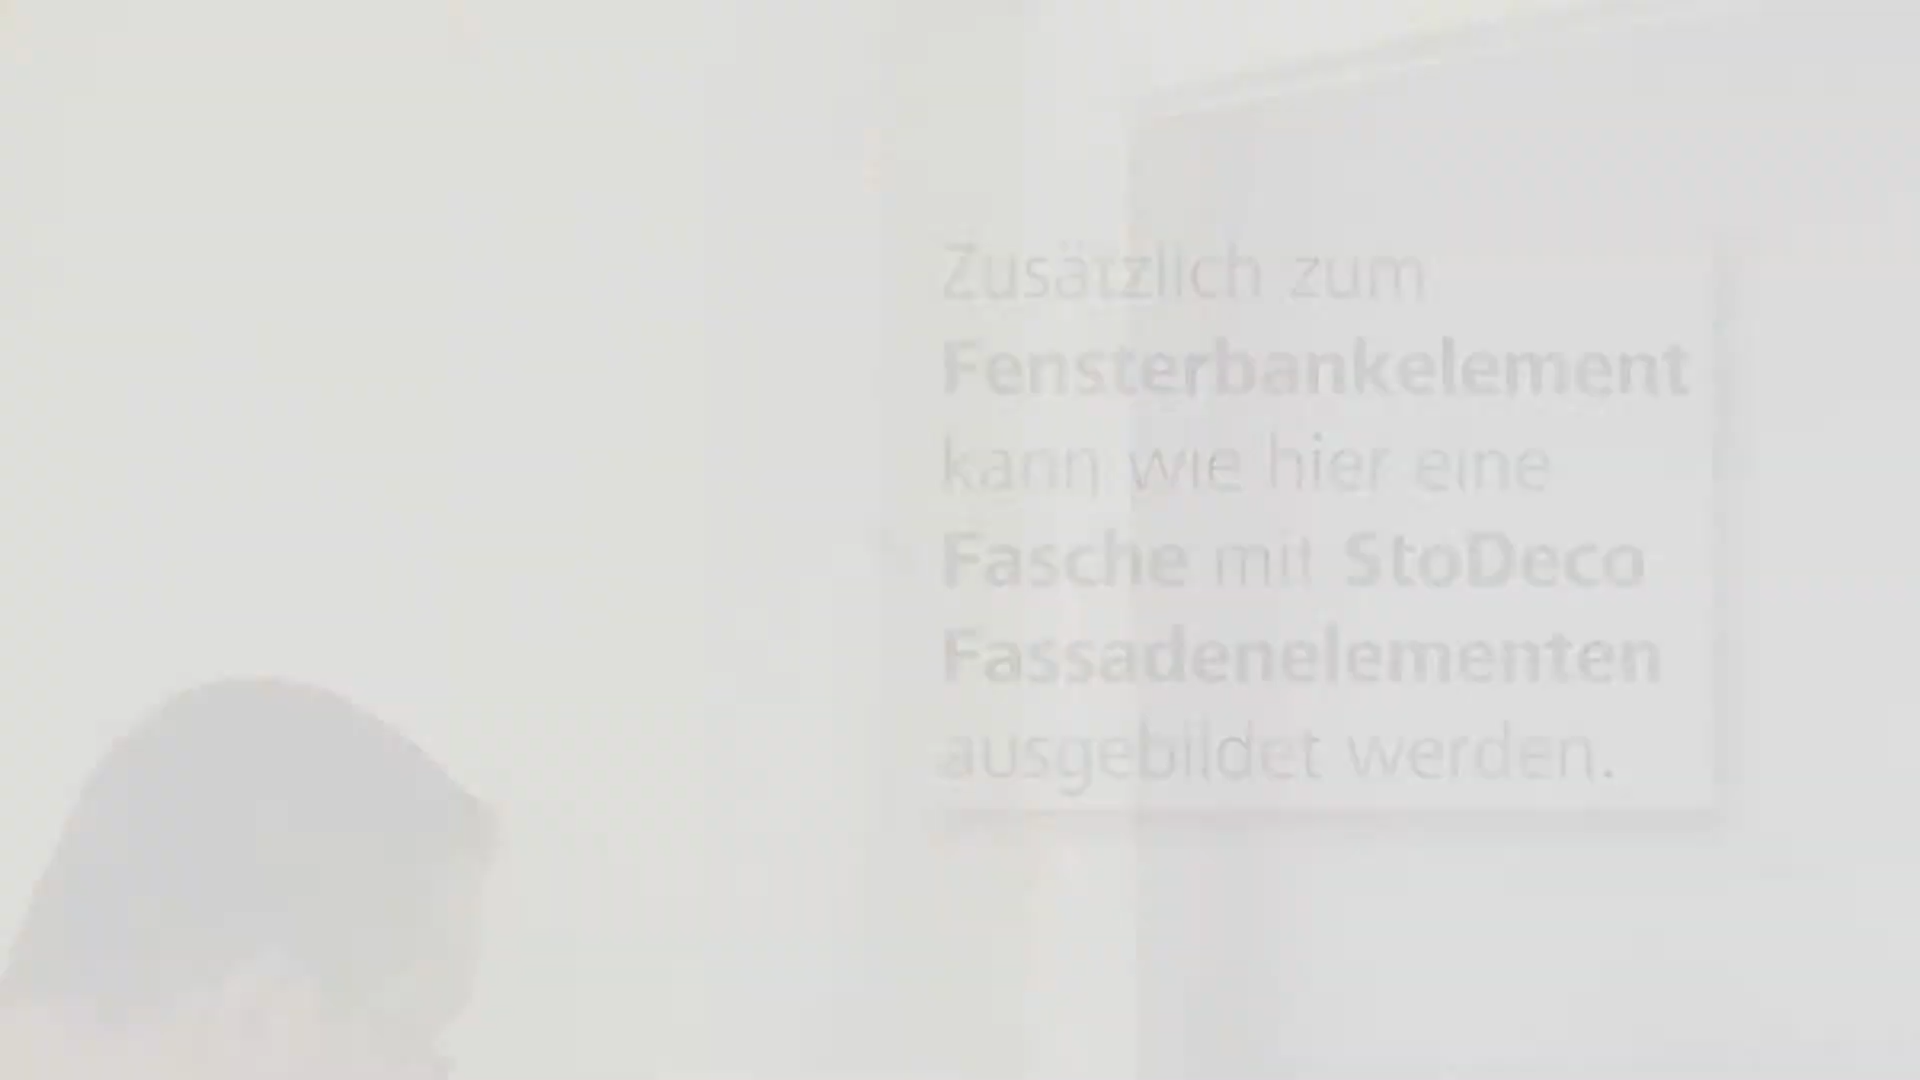 Zusätzlich zum
Fensterbankelement
kann wie hier eine
Fasche mit StoDeco
Fassadenelementen
ausgebildet werden.